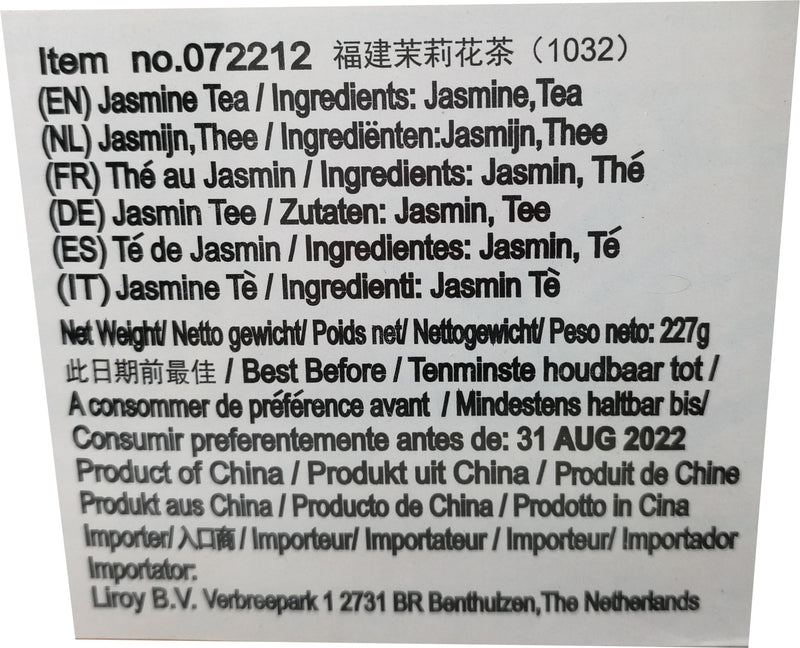 Item no.072212 福建茉莉花茶（1032）
(EN) Jasmine Tea / Ingredients: Jasmine,Tea
(NL) Jasmijn,Thee / Ingrediënten:Jasmijn,Thee
(FR) Thé au Jasmin / Ingredients: Jasmin, Thé
(DE) Jasmin Tee / Zutaten: Jasmin, Tee
(ES) Té de Jasmin / Ingredientes: Jasmin, Té
(IT) Jasmine Tè / Ingredienti: Jasmin Tè
Net Weight/ Netto gewicht/ Poids net/ Nettogewicht/ Peso neto: 227g
此日期前最佳 / Best Before / Tenminste houdbaar tot /
A consommer de préférence avant / Mindestens haltbar bis/
Consumir preferentemente antes de: 31 AUG 2022
Product of China / Produkt uit China / Produit de Chine
Produkt aus China / Producto de China / Prodotto in Cina
Importer/ 入口商 / Importeur/ Importateur / Importeur/ Importador
Importator:
Liroy B.V. Verbreepark 1 2731 BR Benthuizen,The Netherlands